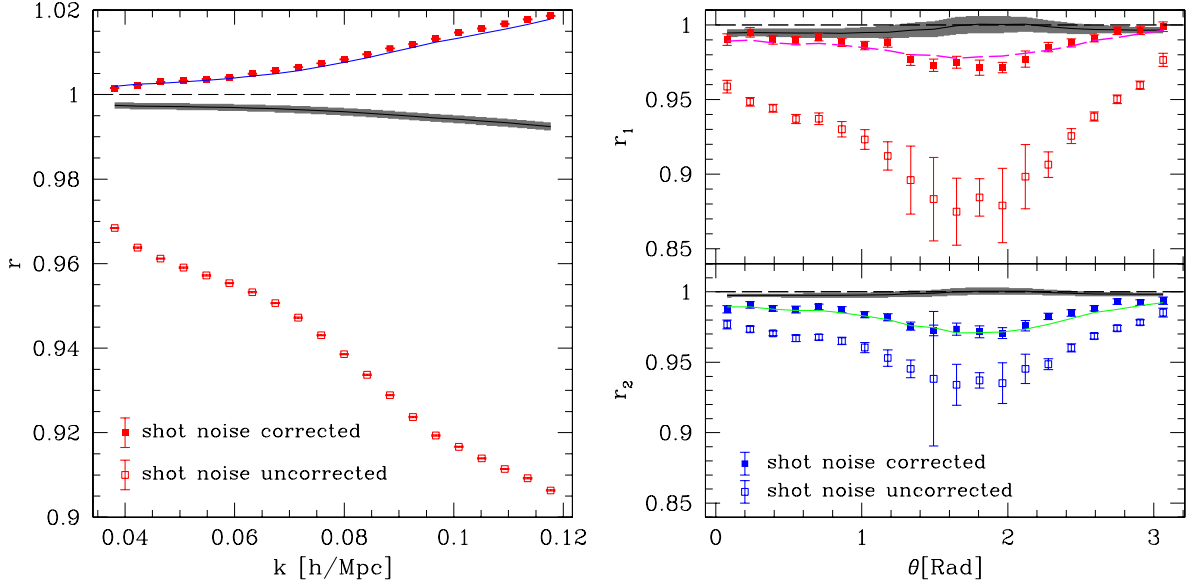 1.02
1
0.98
0.96
0.94
0.92
0.9
r
shot noise corrected
shot noise uncorrected
0.04 0.06 0.08 0.1 0.12
k [h/Mpc]
1
0.95
0.9
0.85
r₁
1
0.95
0.9
0.85
r₂
shot noise corrected
shot noise uncorrected
0 1 2 3
θ[Rad]